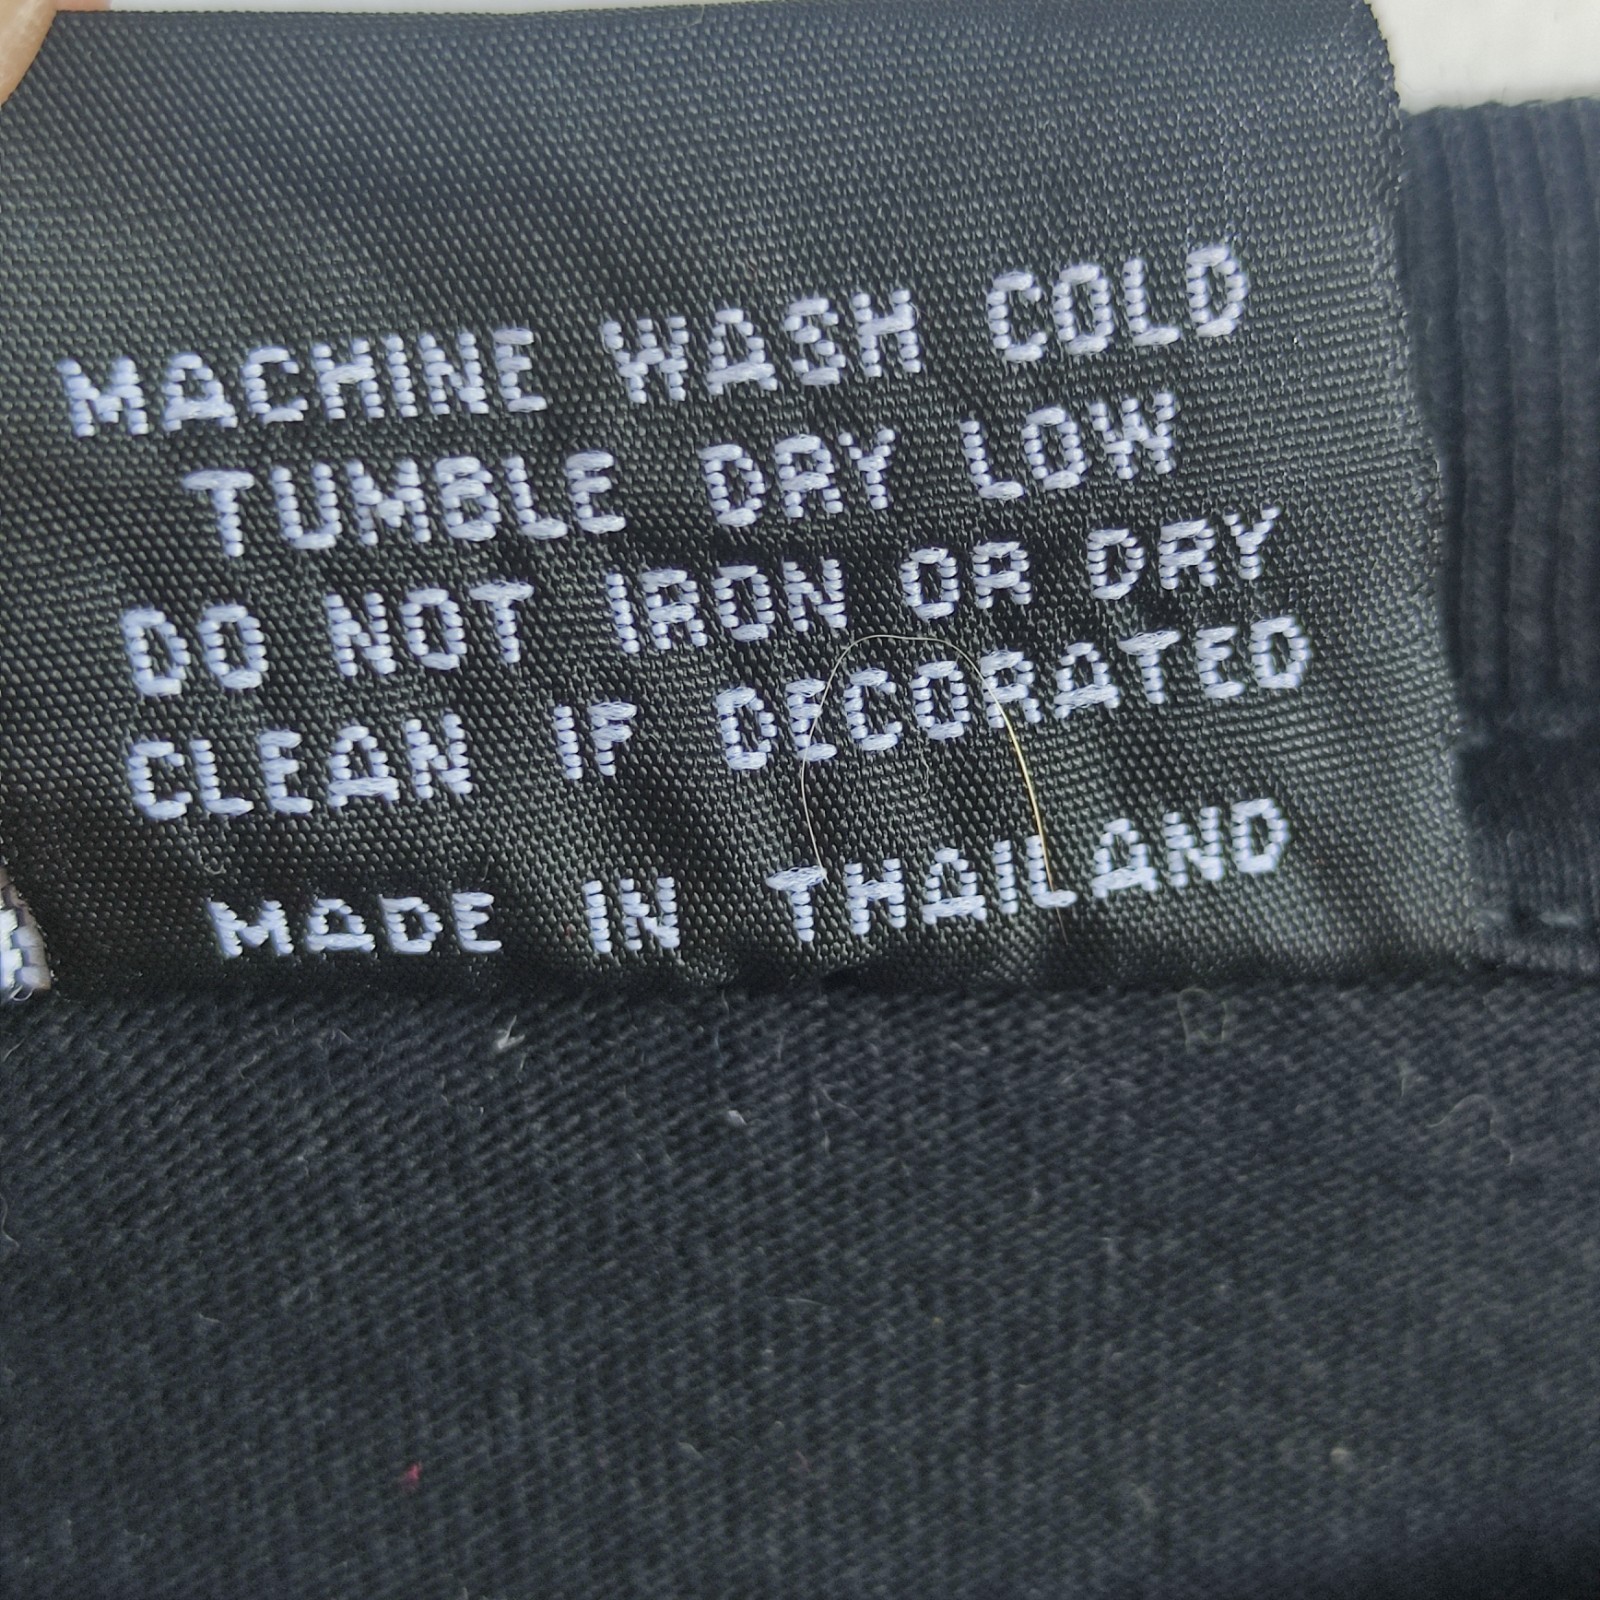 MACHINE WASH COLD
TUMBLE DRY LOW
DO NOT IRON OR DRY
CLEAN IF DECORATED
MADE IN THAILAND